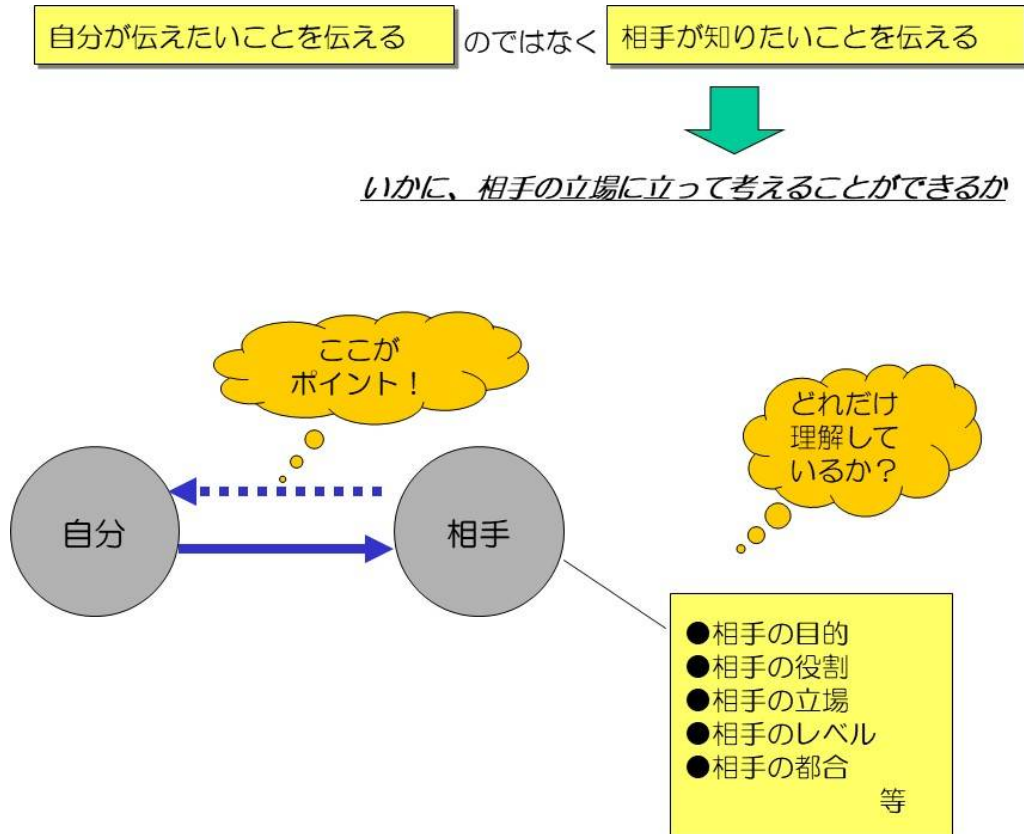 自分が伝えたいことを伝える のではなく 相手が知りたいことを伝える
いかに、相手の立場に立って考えることができるか
ここが
ポイント！
どれだけ
理解して
いるか？
自分
相手
●相手の目的
●相手の役割
●相手の立場
●相手のレベル
●相手の都合
等